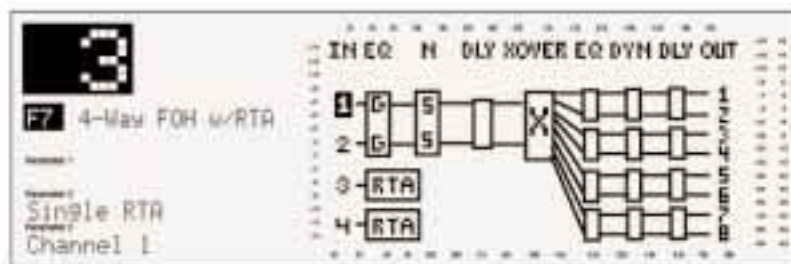 3
F7 4-Way FOH w/RTA
Single RTA
Channel 1
IN EQ N DLY XOVER EQ DYN DLY OUT
1 G S X 1
2
2 G S 3
4
3 RTA 5
6
4 RTA 7
8